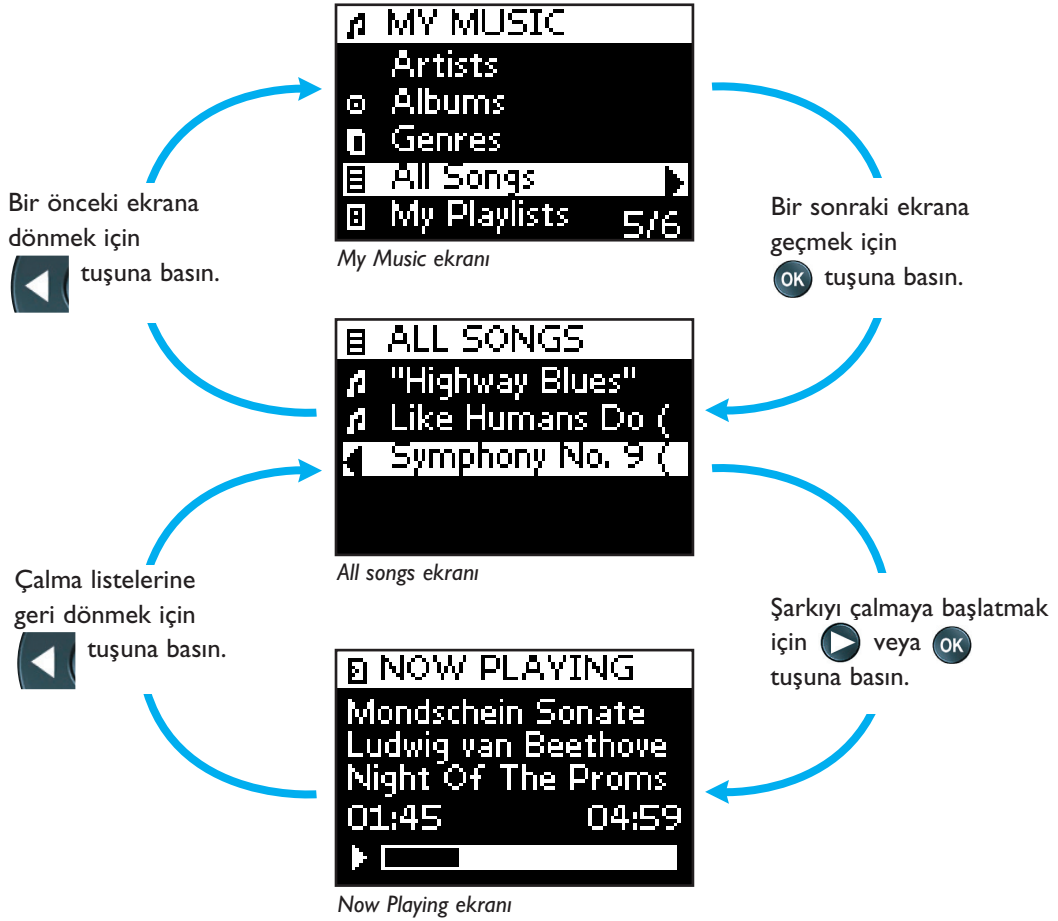 MY MUSIC
Artists
Albums
Genres
All Songs
My Playlists 5/6
My Music ekranı
Bir önceki ekrana
dönmek için
tuşuna basın.
Bir sonraki ekrana
geçmek için
OK tuşuna basın.
ALL SONGS
"Highway Blues"
Like Humans Do (
Symphony No. 9 (
All songs ekranı
Çalma listelerine
geri dönmek için
tuşuna basın.
Şarkıyı çalmaya başlatmak
için veya OK
tuşuna basın.
NOW PLAYING
Mondschein Sonate
Ludwig van Beethove
Night Of The Proms
01:45 04:59
Now Playing ekranı